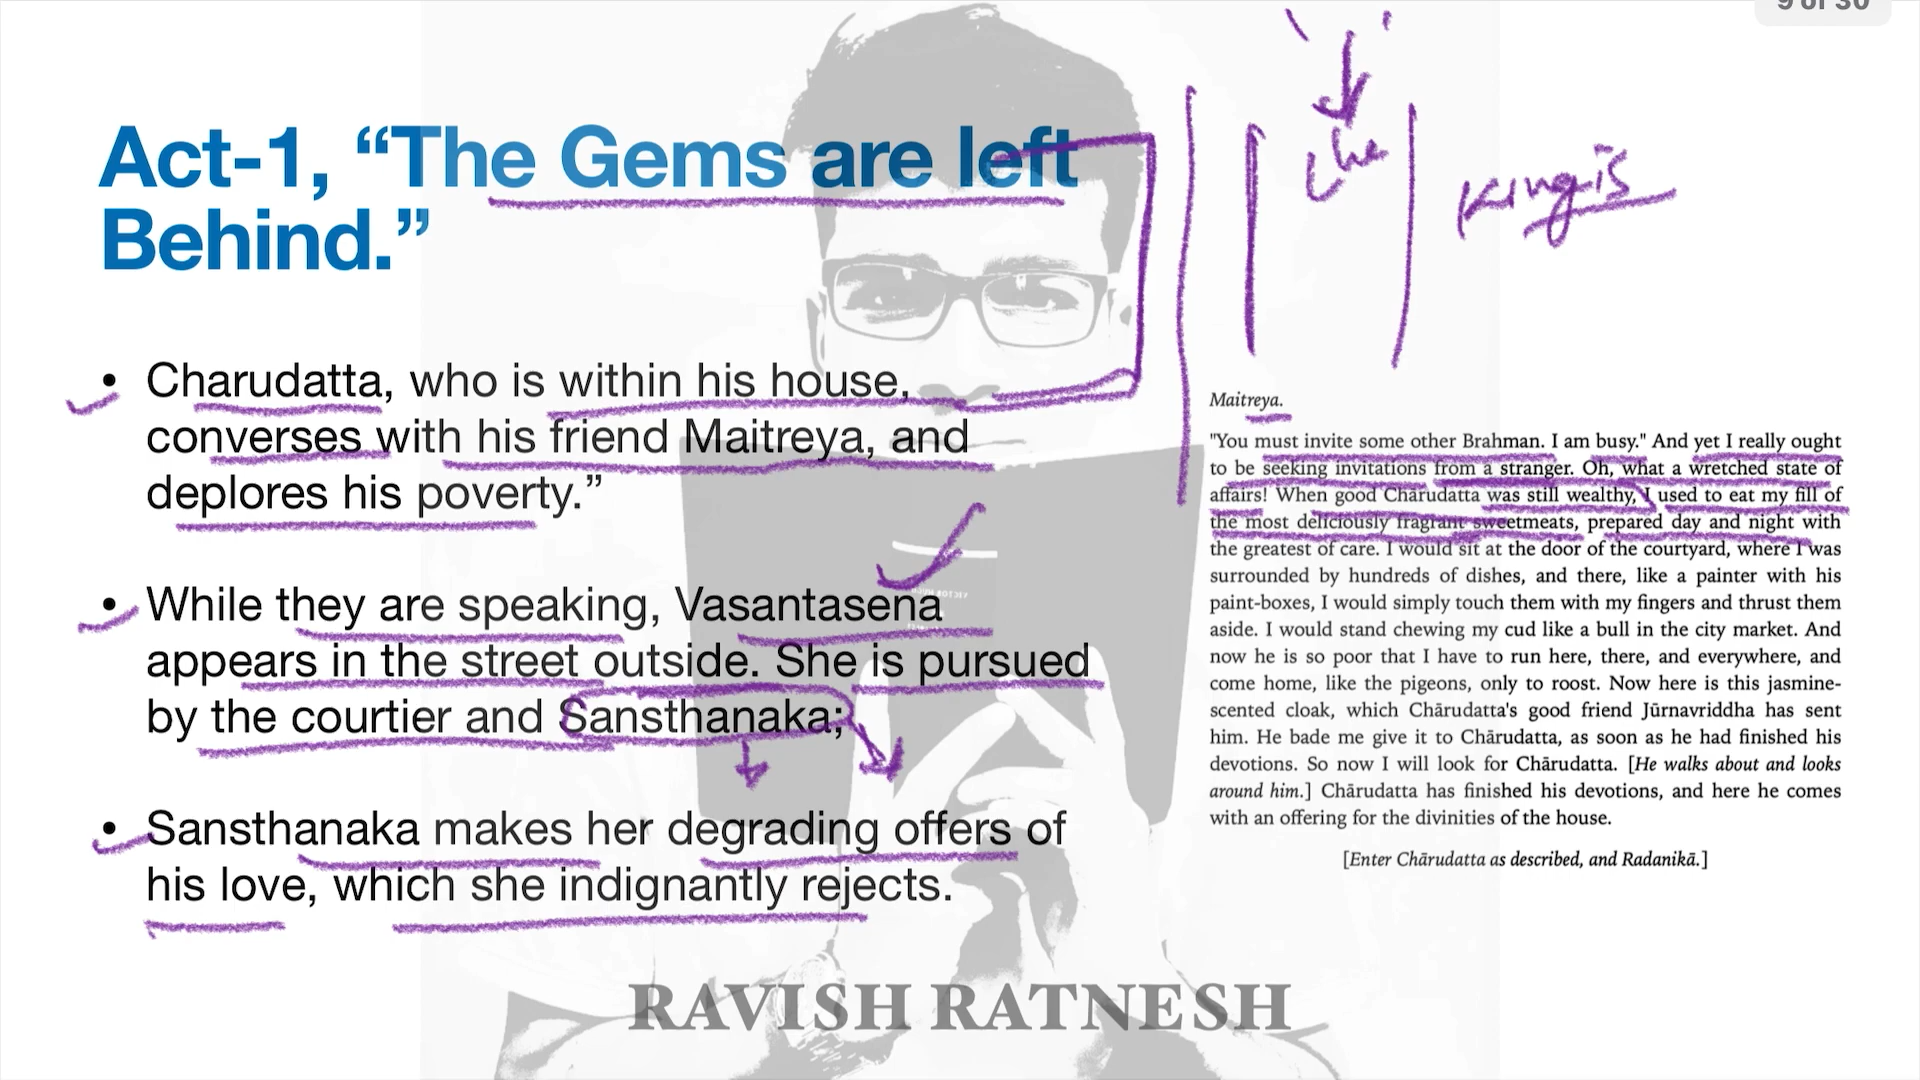 9 of 30
Act-1, “The Gems are left
Behind.”
the
King is
• Charudatta, who is within his house,
converses with his friend Maitreya, and
deplores his poverty.”
• While they are speaking, Vasantasena
appears in the street outside. She is pursued
by the courtier and Sansthanaka;
• Sansthanaka makes her degrading offers of
his love, which she indignantly rejects.
Maitreya.
"You must invite some other Brahman. I am busy." And yet I really ought
to be seeking invitations from a stranger. Oh, what a wretched state of
affairs! When good Chārudatta was still wealthy, I used to eat my fill of
the most deliciously fragrant sweetmeats, prepared day and night with
the greatest of care. I would sit at the door of the courtyard, where I was
surrounded by hundreds of dishes, and there, like a painter with his
paint-boxes, I would simply touch them with my fingers and thrust them
aside. I would stand chewing my cud like a bull in the city market. And
now he is so poor that I have to run here, there, and everywhere, and
come home, like the pigeons, only to roost. Now here is this jasmine-
scented cloak, which Chārudatta's good friend Jūrnavriddha has sent
him. He bade me give it to Chārudatta, as soon as he had finished his
devotions. So now I will look for Chārudatta. [He walks about and looks
around him.] Chārudatta has finished his devotions, and here he comes
with an offering for the divinities of the house.
[Enter Chārudatta as described, and Radanikā.]
RAVISH RATNESH